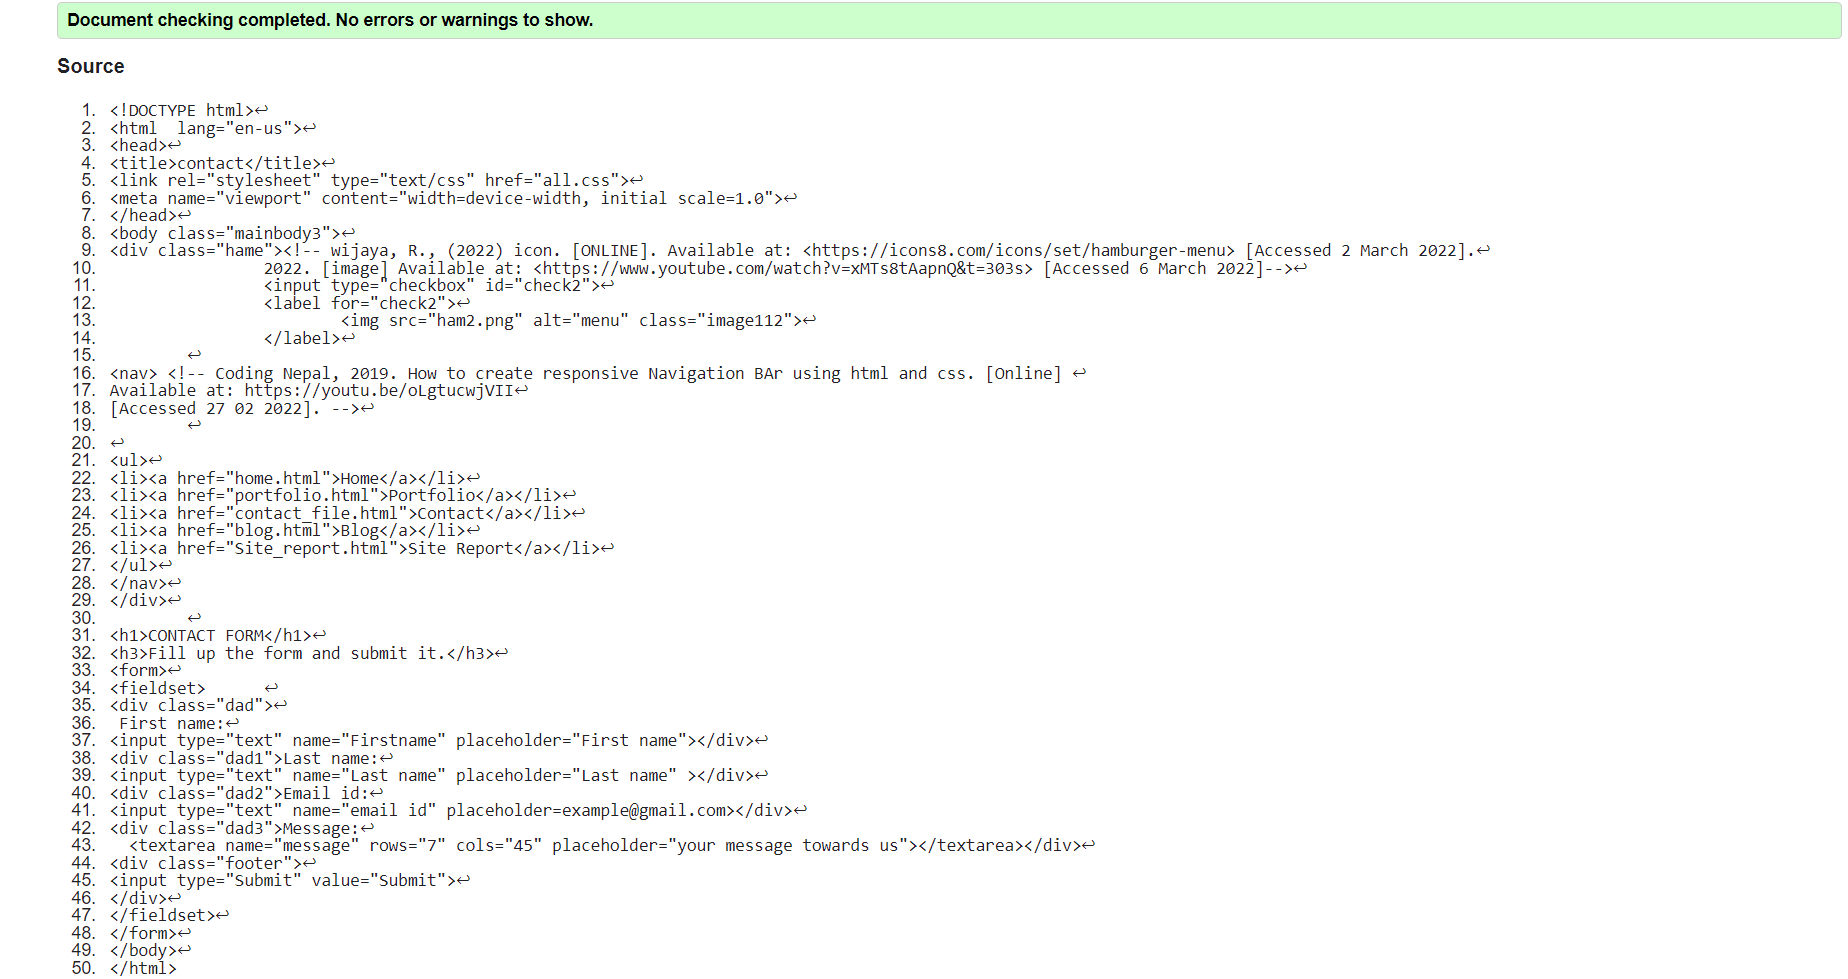 Document checking completed. No errors or warnings to show.
Source
1. <!DOCTYPE html>↩
2. <html  lang="en-us">↩
3. <head>↩
4. <title>contact</title>↩
5. <link rel="stylesheet" type="text/css" href="all.css">↩
6. <meta name="viewport" content="width=device-width, initial scale=1.0">↩
7. </head>↩
8. <body class="mainbody3">↩
9. <div class="hame"><!-- wijaya, R., (2022) icon. [ONLINE]. Available at: <https://icons8.com/icons/set/hamburger-menu> [Accessed 2 March 2022].↩
10. 2022. [image] Available at: <https://www.youtube.com/watch?v=xMTs8tAapnQ&t=303s> [Accessed 6 March 2022]-->↩
11. <input type="checkbox" id="check2">↩
12. <label for="check2">↩
13. <img src="ham2.png" alt="menu" class="image112">↩
14. </label>↩
15. ↩
16. <nav> <!-- Coding Nepal, 2019. How to create responsive Navigation BAr using html and css. [Online] ↩
17. Available at: https://youtu.be/oLgtucwjVII↩
18. [Accessed 27 02 2022]. -->↩
19. ↩
20. ↩
21. <ul>↩
22. <li><a href="home.html">Home</a></li>↩
23. <li><a href="portfolio.html">Portfolio</a></li>↩
24. <li><a href="contact_file.html">Contact</a></li>↩
25. <li><a href="blog.html">Blog</a></li>↩
26. <li><a href="Site_report.html">Site Report</a></li>↩
27. </ul>↩
28. </nav>↩
29. </div>↩
30. ↩
31. <h1>CONTACT FORM</h1>↩
32. <h3>Fill up the form and submit it.</h3>↩
33. <form>↩
34. <fieldset> ↩
35. <div class="dad">↩
36. First name:↩
37. <input type="text" name="Firstname" placeholder="First name"></div>↩
38. <div class="dad1">Last name:↩
39. <input type="text" name="Last name" placeholder="Last name" ></div>↩
40. <div class="dad2">Email id:↩
41. <input type="text" name="email id" placeholder=example@gmail.com></div>↩
42. <div class="dad3">Message:↩
43. <textarea name="message" rows="7" cols="45" placeholder="your message towards us"></textarea></div>↩
44. <div class="footer">↩
45. <input type="Submit" value="Submit">↩
46. </div>↩
47. </fieldset>↩
48. </form>↩
49. </body>↩
50. </html>